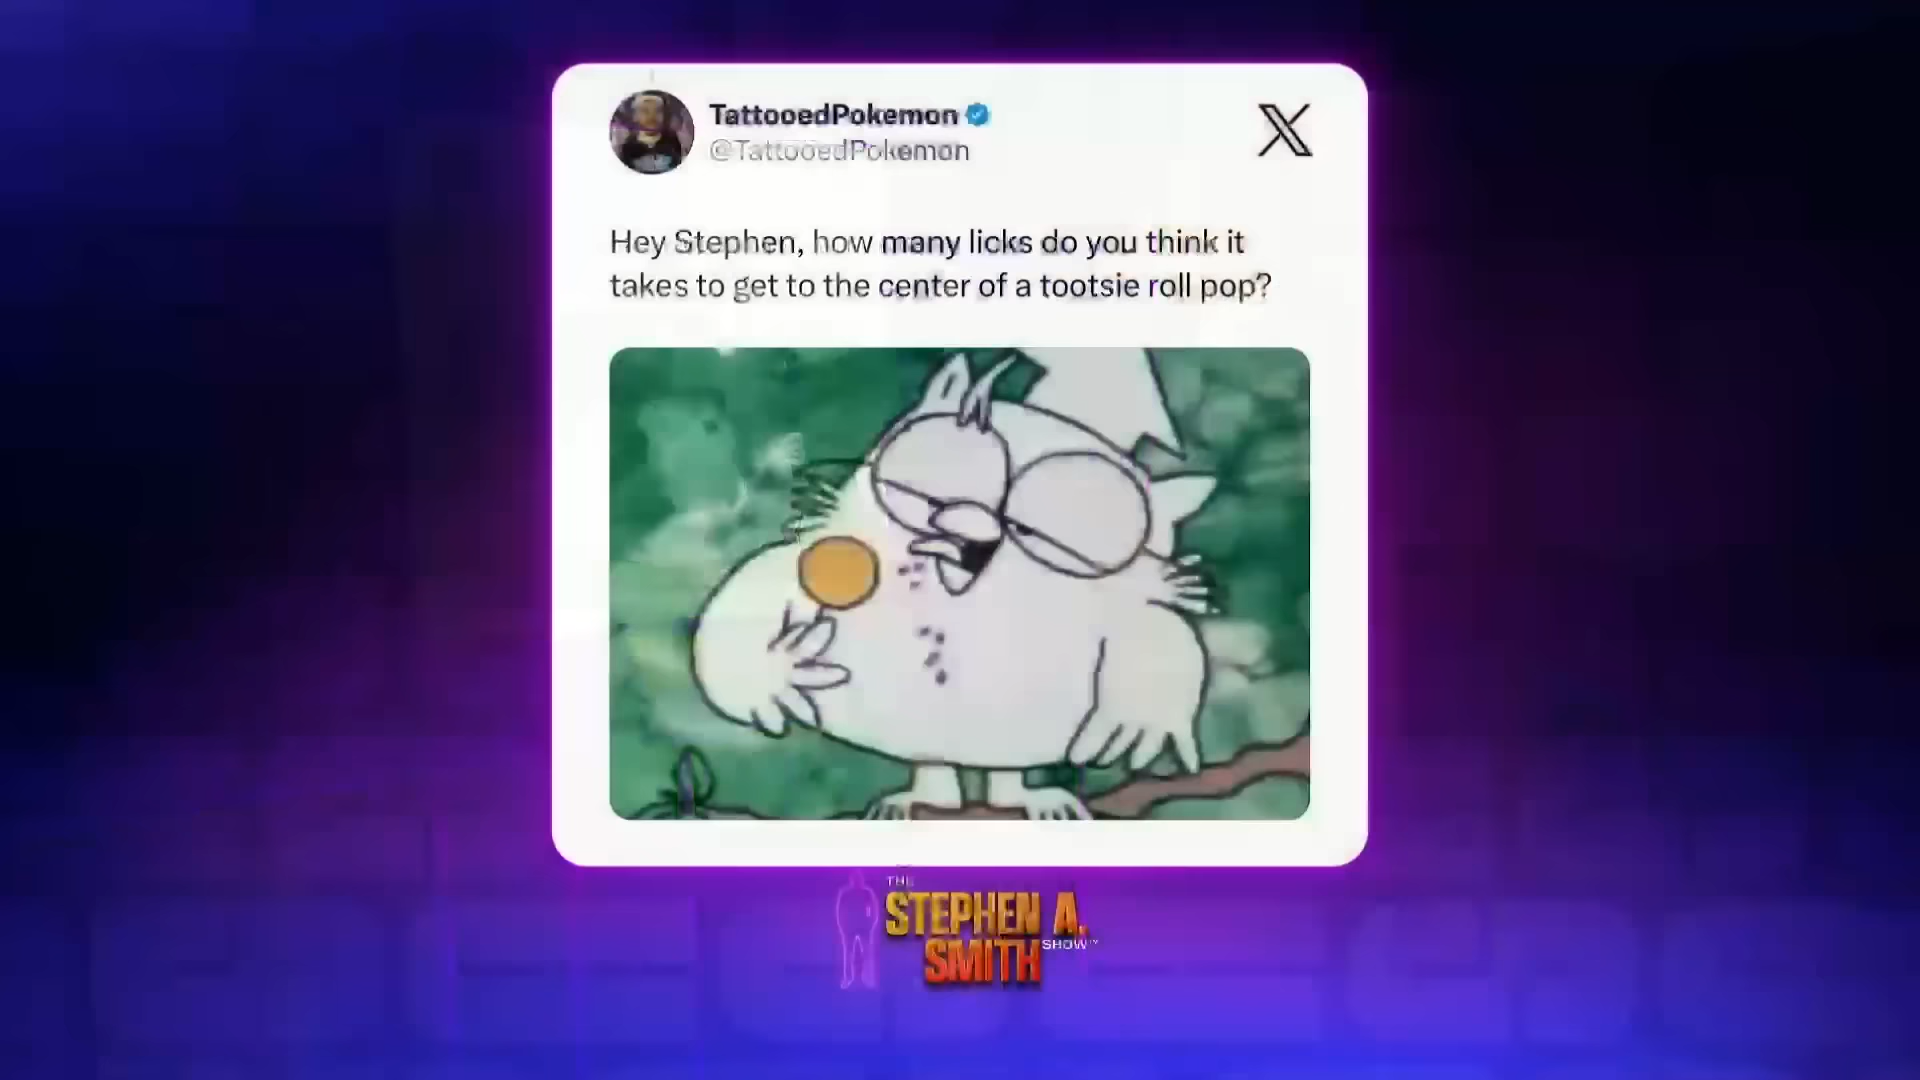 TattooedPokemon
@TattooedPokemon
X
Hey Stephen, how many licks do you think it
takes to get to the center of a tootsie roll pop?
THE
STEPHEN A.
SMITH SHOW™